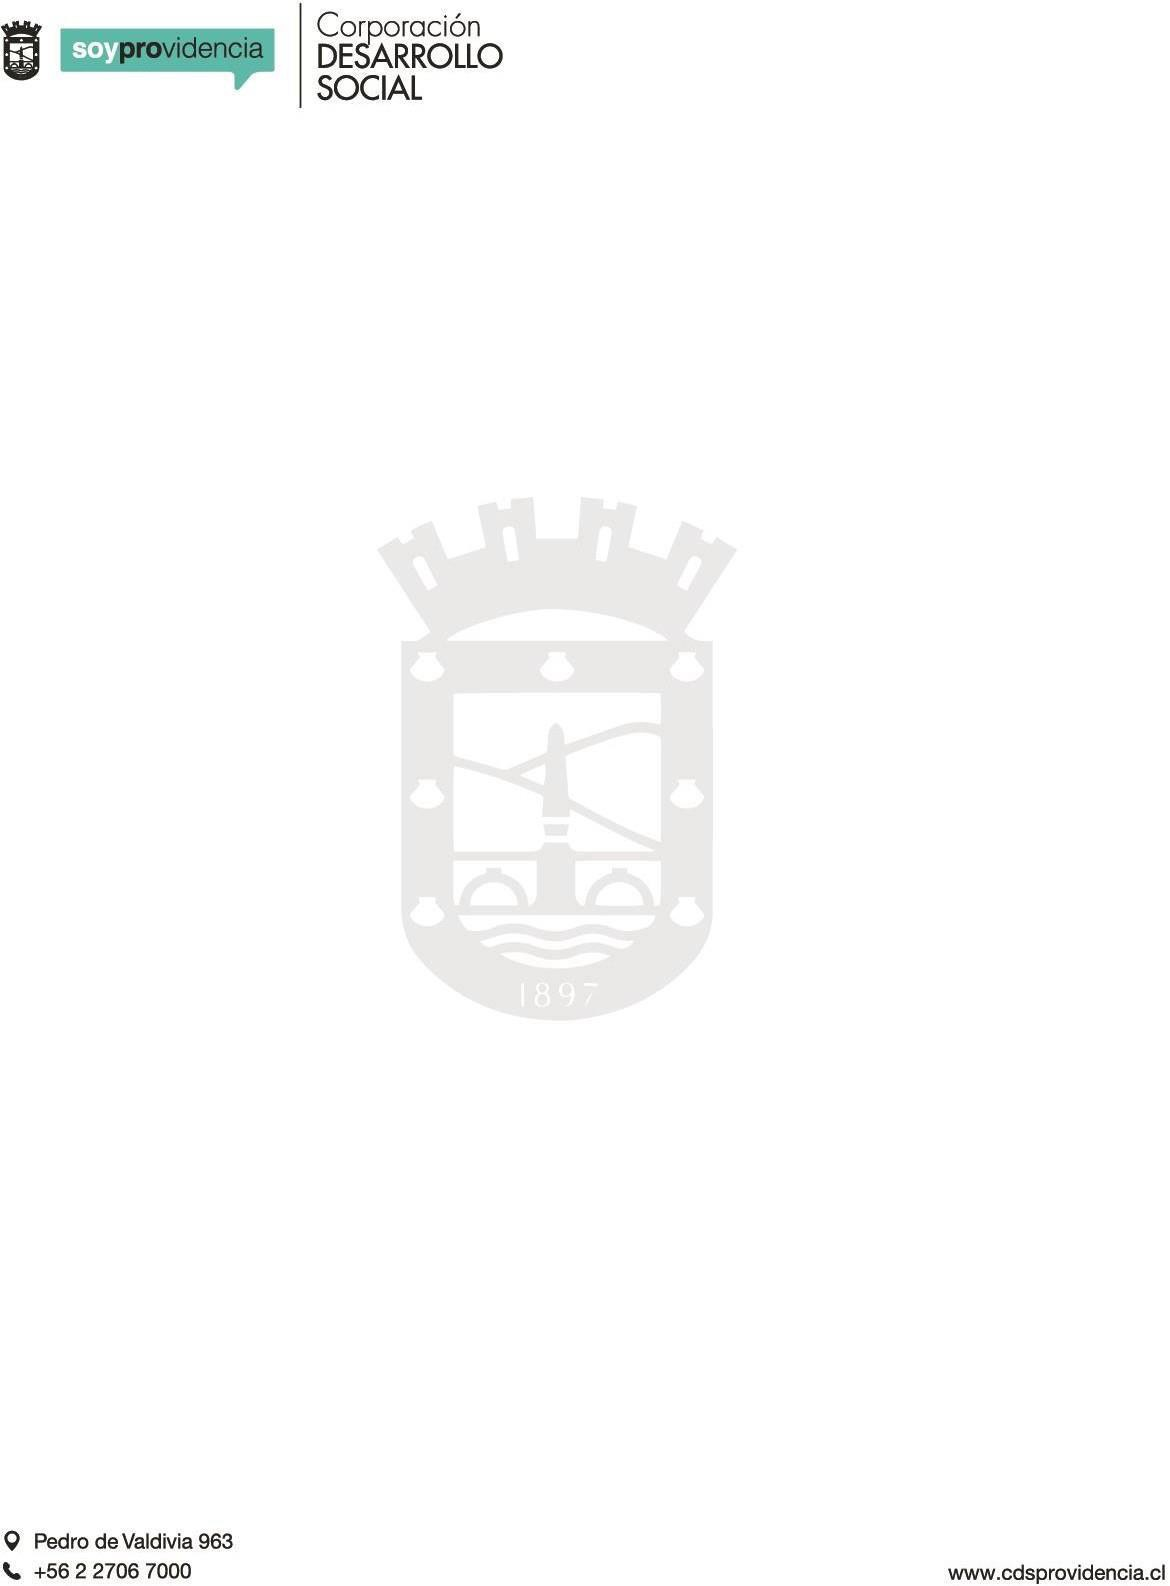 soyprovidencia
Corporación
DESARROLLO
SOCIAL
1897
Pedro de Valdivia 963
+56 2 2706 7000
www.cdsprovidencia.cl